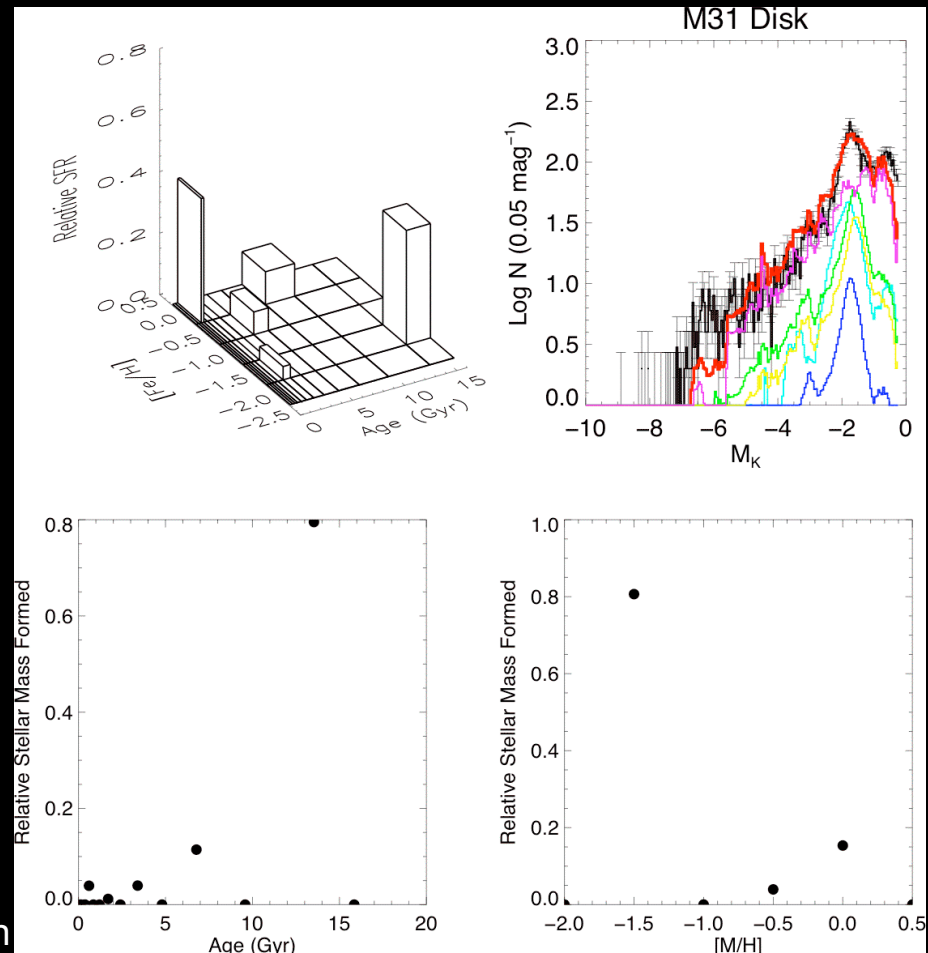 M31 Disk
0.8
0.6
0.4
0.2
0
Relative SFR
0.5
0.0
−0.5
−1.0
−1.5
−2.0
−2.5
[Fe/H]
0
5
10
15
Age (Gyr)
3.0
2.5
2.0
1.5
1.0
0.5
0.0
Log N (0.05 mag⁻¹)
−10 −8 −6 −4 −2 0
M_K
0.8
0.6
0.4
0.2
0.0
Relative Stellar Mass Formed
0 5 10 15 20
Age (Gyr)
1.0
0.8
0.6
0.4
0.2
0.0
Relative Stellar Mass Formed
−2.0 −1.5 −1.0 −0.5 0.0 0.5
[M/H]